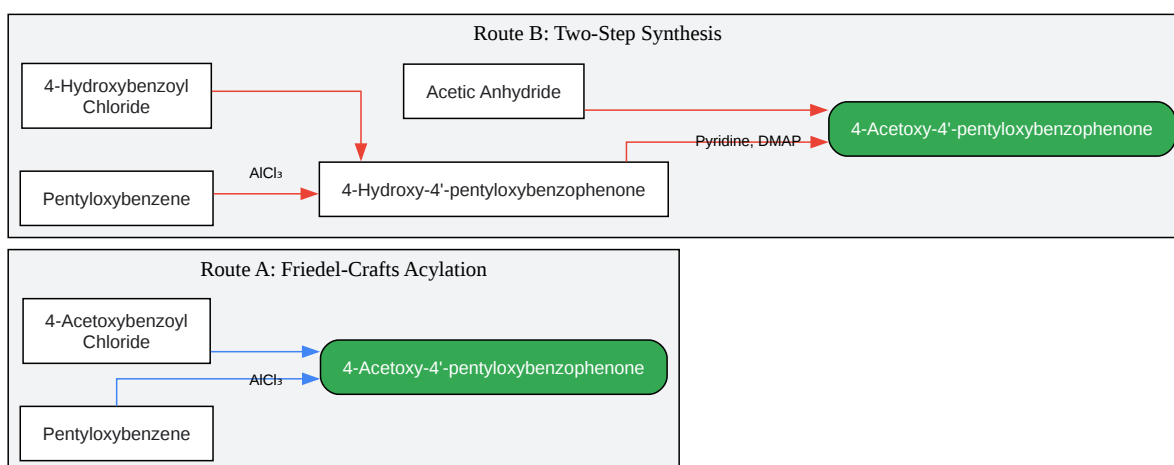 Route B: Two-Step Synthesis
4-Hydroxybenzoyl
Chloride
Acetic Anhydride
4-Acetoxy-4'-pentyloxybenzophenone
Pyridine, DMAP
AlCl₃
Pentyloxybenzene
4-Hydroxy-4'-pentyloxybenzophenone
Route A: Friedel-Crafts Acylation
4-Acetoxybenzoyl
Chloride
4-Acetoxy-4'-pentyloxybenzophenone
AlCl₃
Pentyloxybenzene